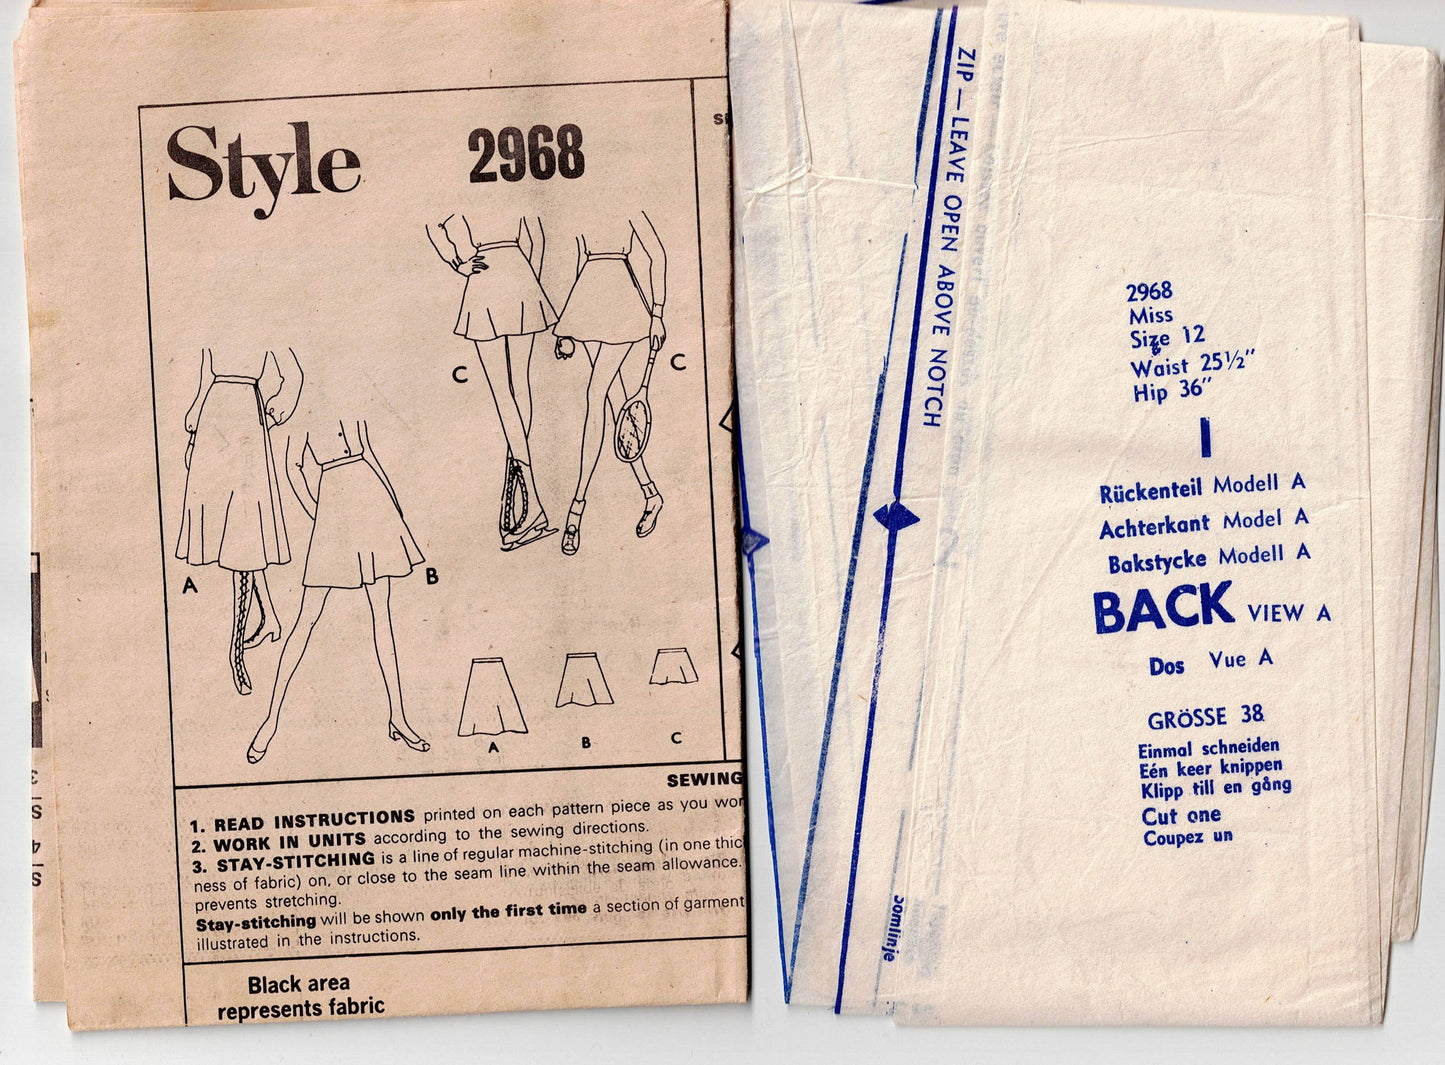 Style
2968
C
C
A
B
A
B
C
SEWING
1. READ INSTRUCTIONS printed on each pattern piece as you wor
2. WORK IN UNITS according to the sewing directions.
3. STAY-STITCHING is a line of regular machine-stitching (in one thic
ness of fabric) on, or close to the seam line within the seam allowance.
prevents stretching.
Stay-stitching will be shown only the first time a section of garment
illustrated in the instructions.
Black area
represents fabric
ZIP — LEAVE OPEN ABOVE NOTCH
2968
Miss
Size 12
Waist 25½"
Hip 36"
I
Rückenteil Modell A
Achterkant Model A
Bakstycke Modell A
BACK VIEW A
Dos Vue A
GRÖSSE 38
Einmal schneiden
Eén keer knippen
Klipp till en gång
Cut one
Coupez un
somlinje